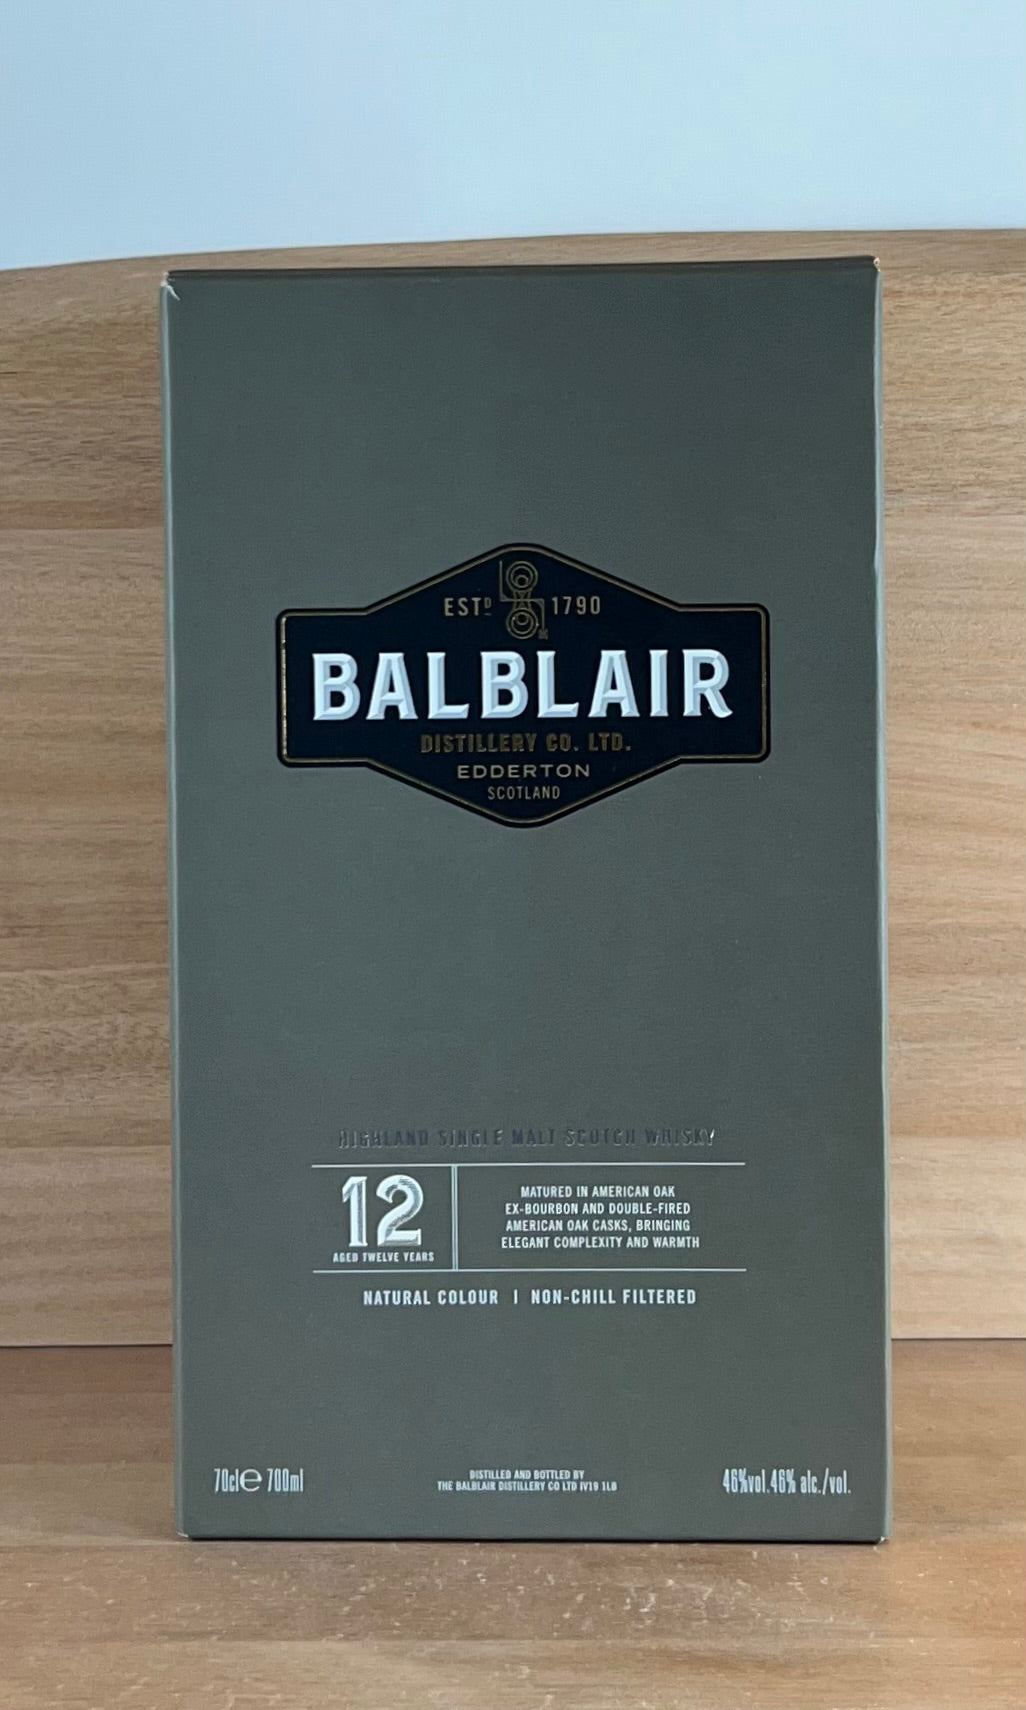 ESTD 1790
BALBLAIR
DISTILLERY CO. LTD.
EDDERTON
SCOTLAND
HIGHLAND SINGLE MALT SCOTCH WHISKY
12
AGED TWELVE YEARS
MATURED IN AMERICAN OAK
EX-BOURBON AND DOUBLE-FIRED
AMERICAN OAK CASKS, BRINGING
ELEGANT COMPLEXITY AND WARMTH
NATURAL COLOUR | NON-CHILL FILTERED
70cl℮ 700ml
DISTILLED AND BOTTLED BY
THE BALBLAIR DISTILLERY CO LTD IV19 1LB
46%vol.46% alc./vol.